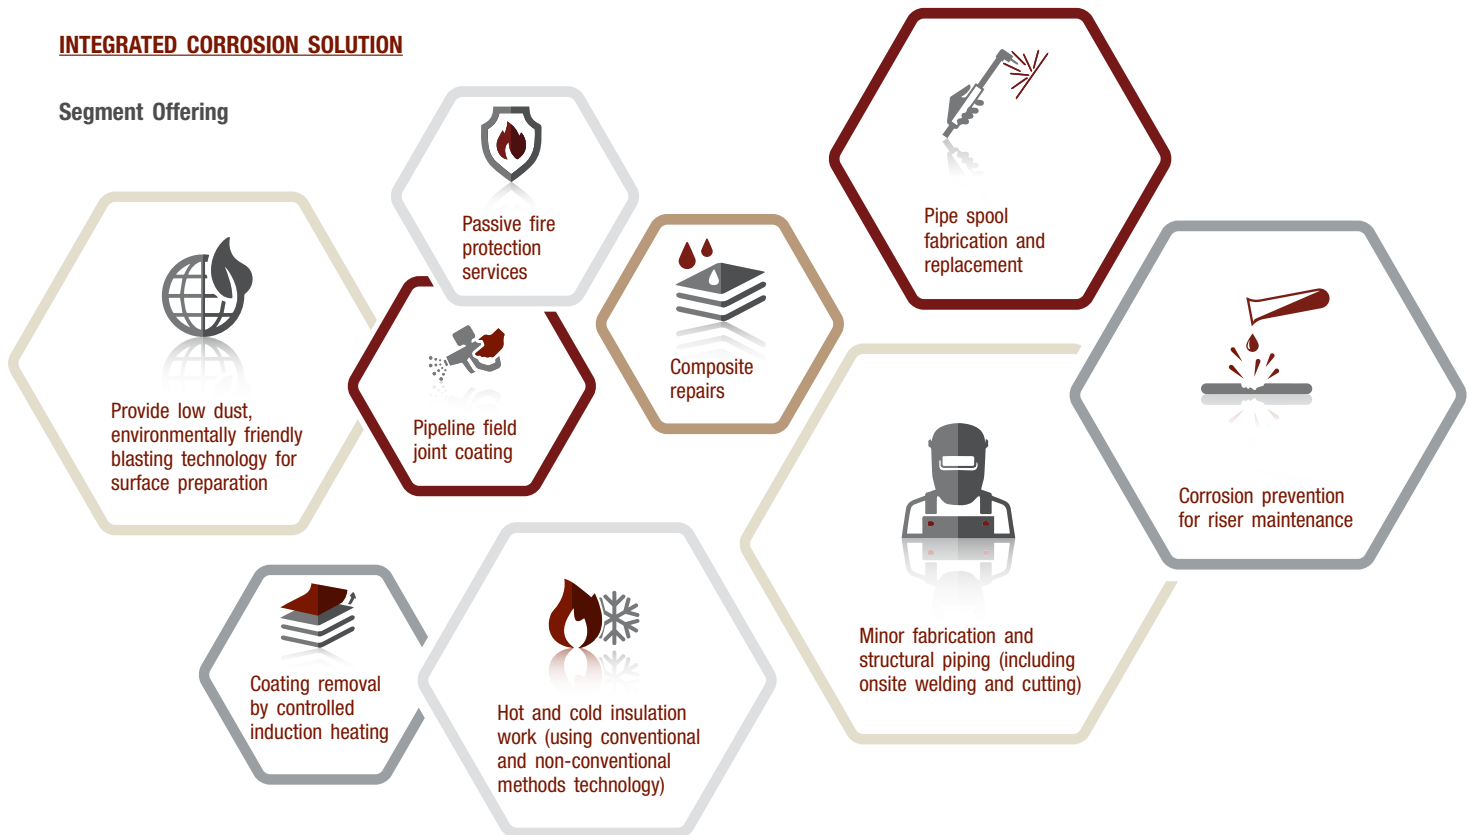 INTEGRATED CORROSION SOLUTION
Segment Offering
Passive fire
protection
services
Pipe spool
fabrication and
replacement
Provide low dust,
environmentally friendly
blasting technology for
surface preparation
Pipeline field
joint coating
Composite
repairs
Corrosion prevention
for riser maintenance
Coating removal
by controlled
induction heating
Hot and cold insulation
work (using conventional
and non-conventional
methods technology)
Minor fabrication and
structural piping (including
onsite welding and cutting)